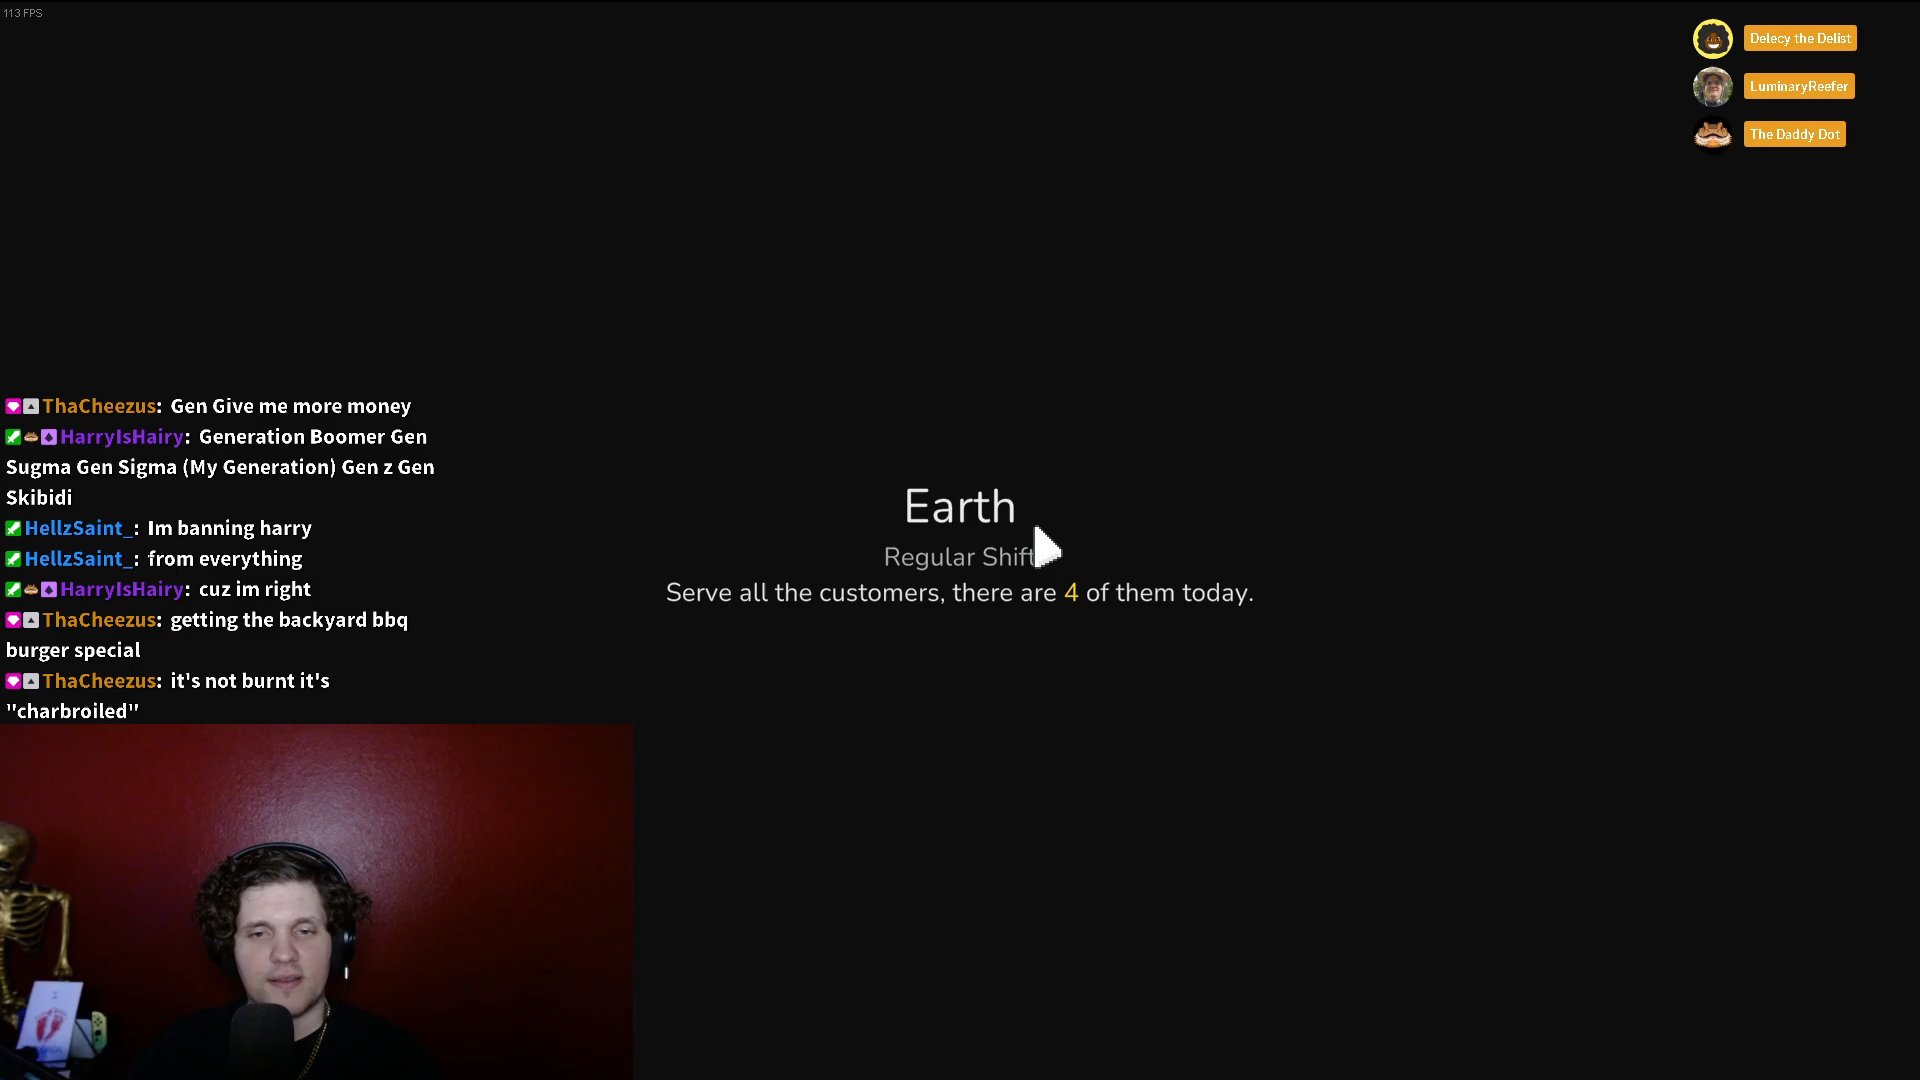 113 FPS
Delecy the Delist
LuminaryReefer
The Daddy Dot
ThaCheezus: Gen Give me more money
HarryIsHairy: Generation Boomer Gen
Sugma Gen Sigma (My Generation) Gen z Gen
Skibidi
HellzSaint_: Im banning harry
HellzSaint_: from everything
HarryIsHairy: cuz im right
ThaCheezus: getting the backyard bbq
burger special
ThaCheezus: it's not burnt it's
"charbroiled"
Earth
Regular Shift
Serve all the customers, there are 4 of them today.